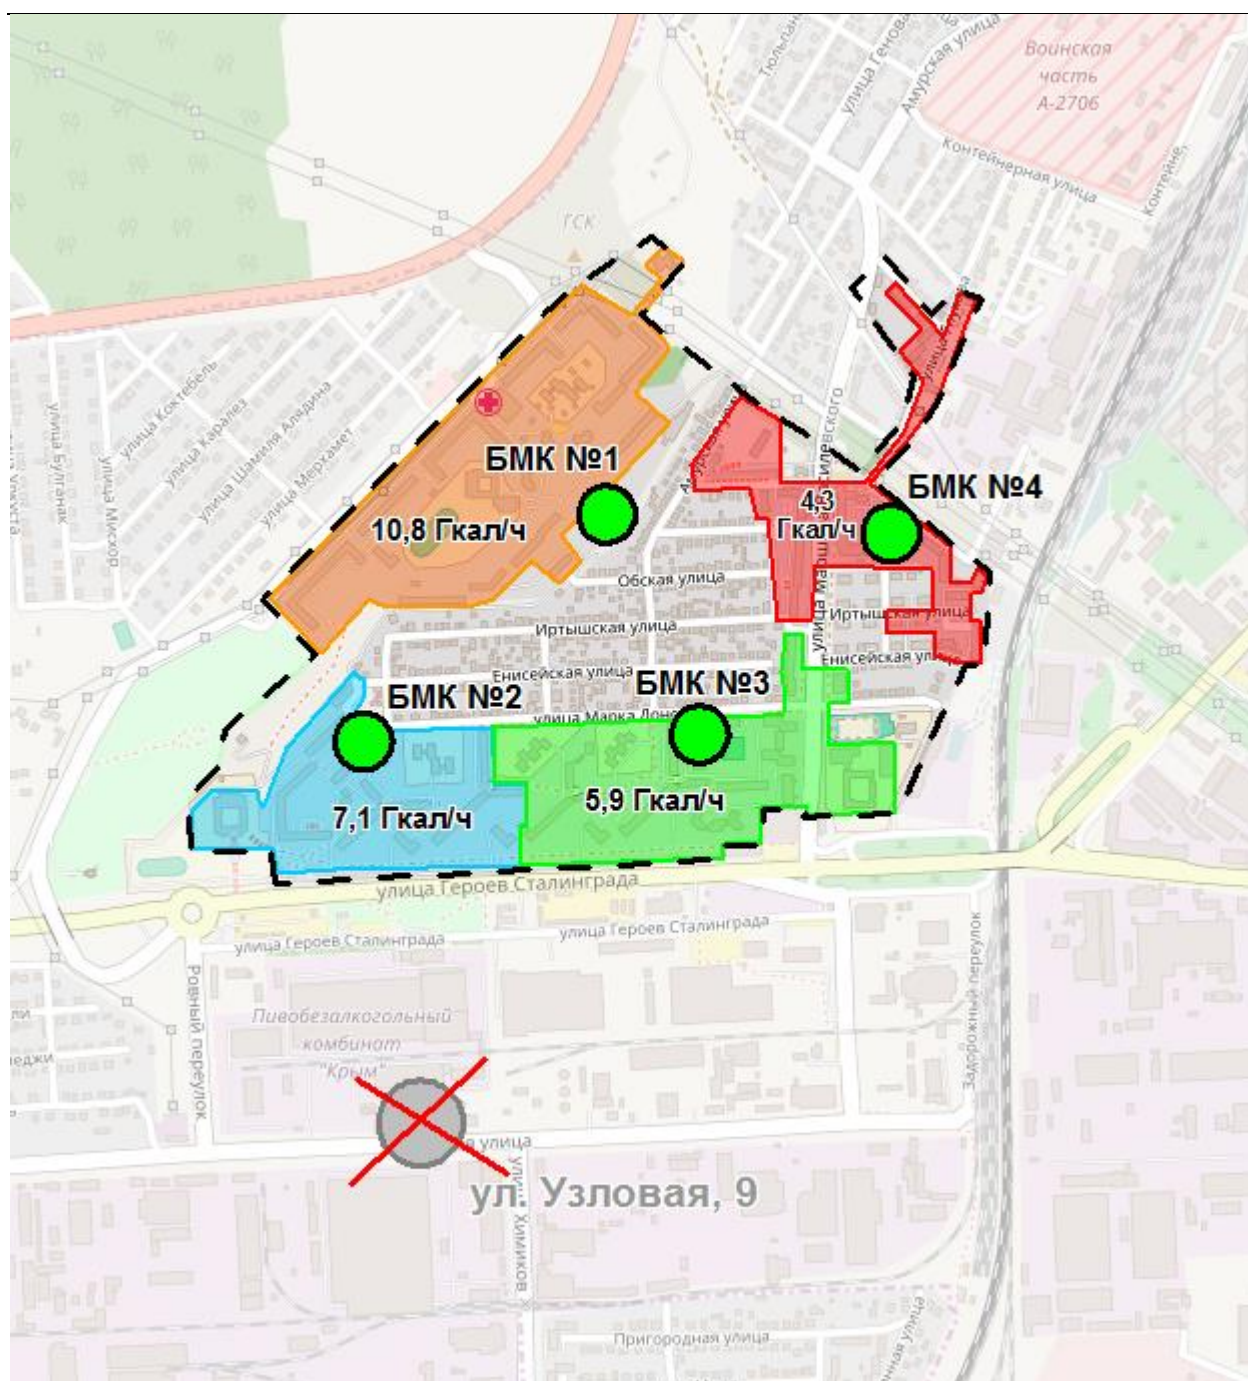 Воинская
часть
А-2706
Амурская улица
улица Генова
Тюльпан
Контейнерная улица
Контейне,
ГСК
улица Коктебель
улица Каралез
улица Шамиля Алядина
улица Меркамет
улица Булганак
улица Мисхор
БМК №1
10,8 Гкал/ч
БМК №4
4,3
Гкал/ч
Обская улица
Иртышская улица
Иртышская улица
Енисейская улица
Енисейская ули
БМК №2
БМК №3
7,1 Гкал/ч
5,9 Гкал/ч
улица Героев Сталинграда
улица Героев Сталинграда
улица Героев Сталинграда
Ровный переулок
Задорожный переулок
Пивобезалкогольный
комбинат
"Крым"
улица
ул. Узловая, 9
Химиков
Пригородная улица